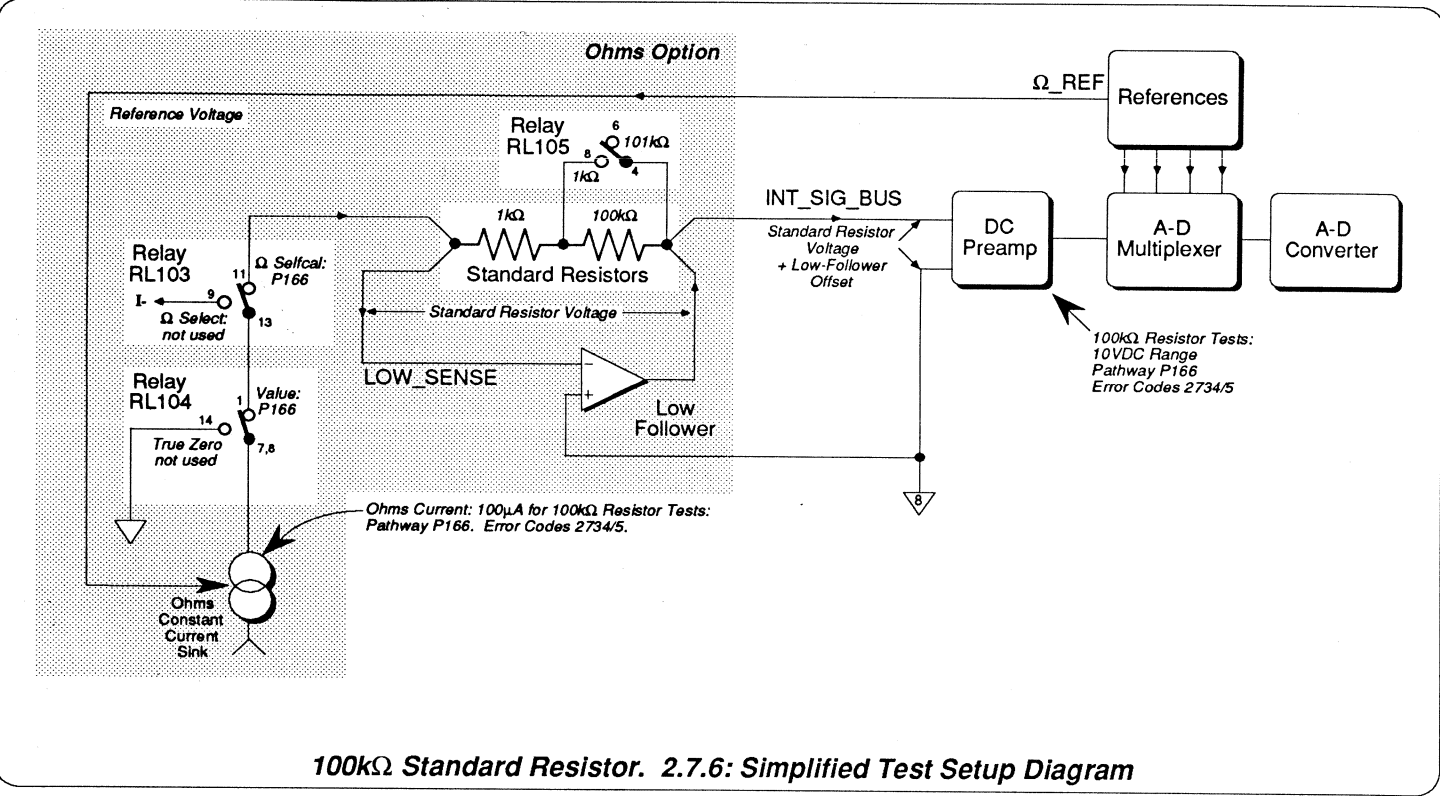 Ohms Option
Ω_REF
References
Reference Voltage
Relay
RL105
6
101kΩ
8
1kΩ
4
INT_SIG_BUS
1kΩ
100kΩ
Standard Resistors
Standard Resistor
Voltage
+ Low-Follower
Offset
DC
Preamp
A-D
Multiplexer
A-D
Converter
Relay
RL103
11
Ω Selfcal:
P166
I-
9
Ω Select:
not used
13
Standard Resistor Voltage
LOW_SENSE
−
+
Low
Follower
100kΩ Resistor Tests:
10VDC Range
Pathway P166
Error Codes 2734/5
Relay
RL104
1
Value:
P166
14
True Zero
not used
7,8
8
Ohms Current: 100µA for 100kΩ Resistor Tests:
Pathway P166. Error Codes 2734/5.
Ohms
Constant
Current
Sink
100kΩ Standard Resistor. 2.7.6: Simplified Test Setup Diagram